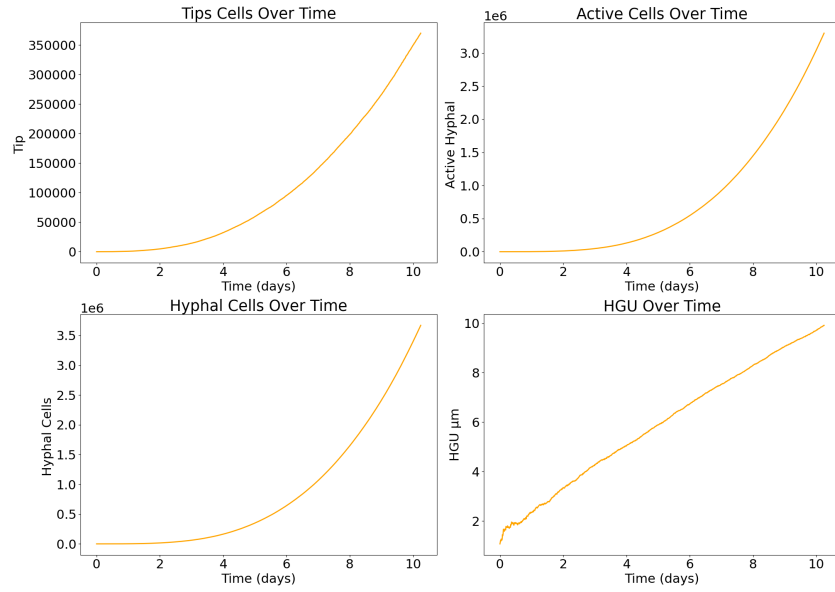 Tips Cells Over Time
350000
300000
250000
200000
150000
100000
50000
0
Tip
0 2 4 6 8 10
Time (days)
Active Cells Over Time
1e6
3.0
2.5
2.0
1.5
1.0
0.5
0.0
Active Hyphal
0 2 4 6 8 10
Time (days)
Hyphal Cells Over Time
1e6
3.5
3.0
2.5
2.0
1.5
1.0
0.5
0.0
Hyphal Cells
0 2 4 6 8 10
Time (days)
HGU Over Time
10
8
6
4
2
HGU μm
0 2 4 6 8 10
Time (days)